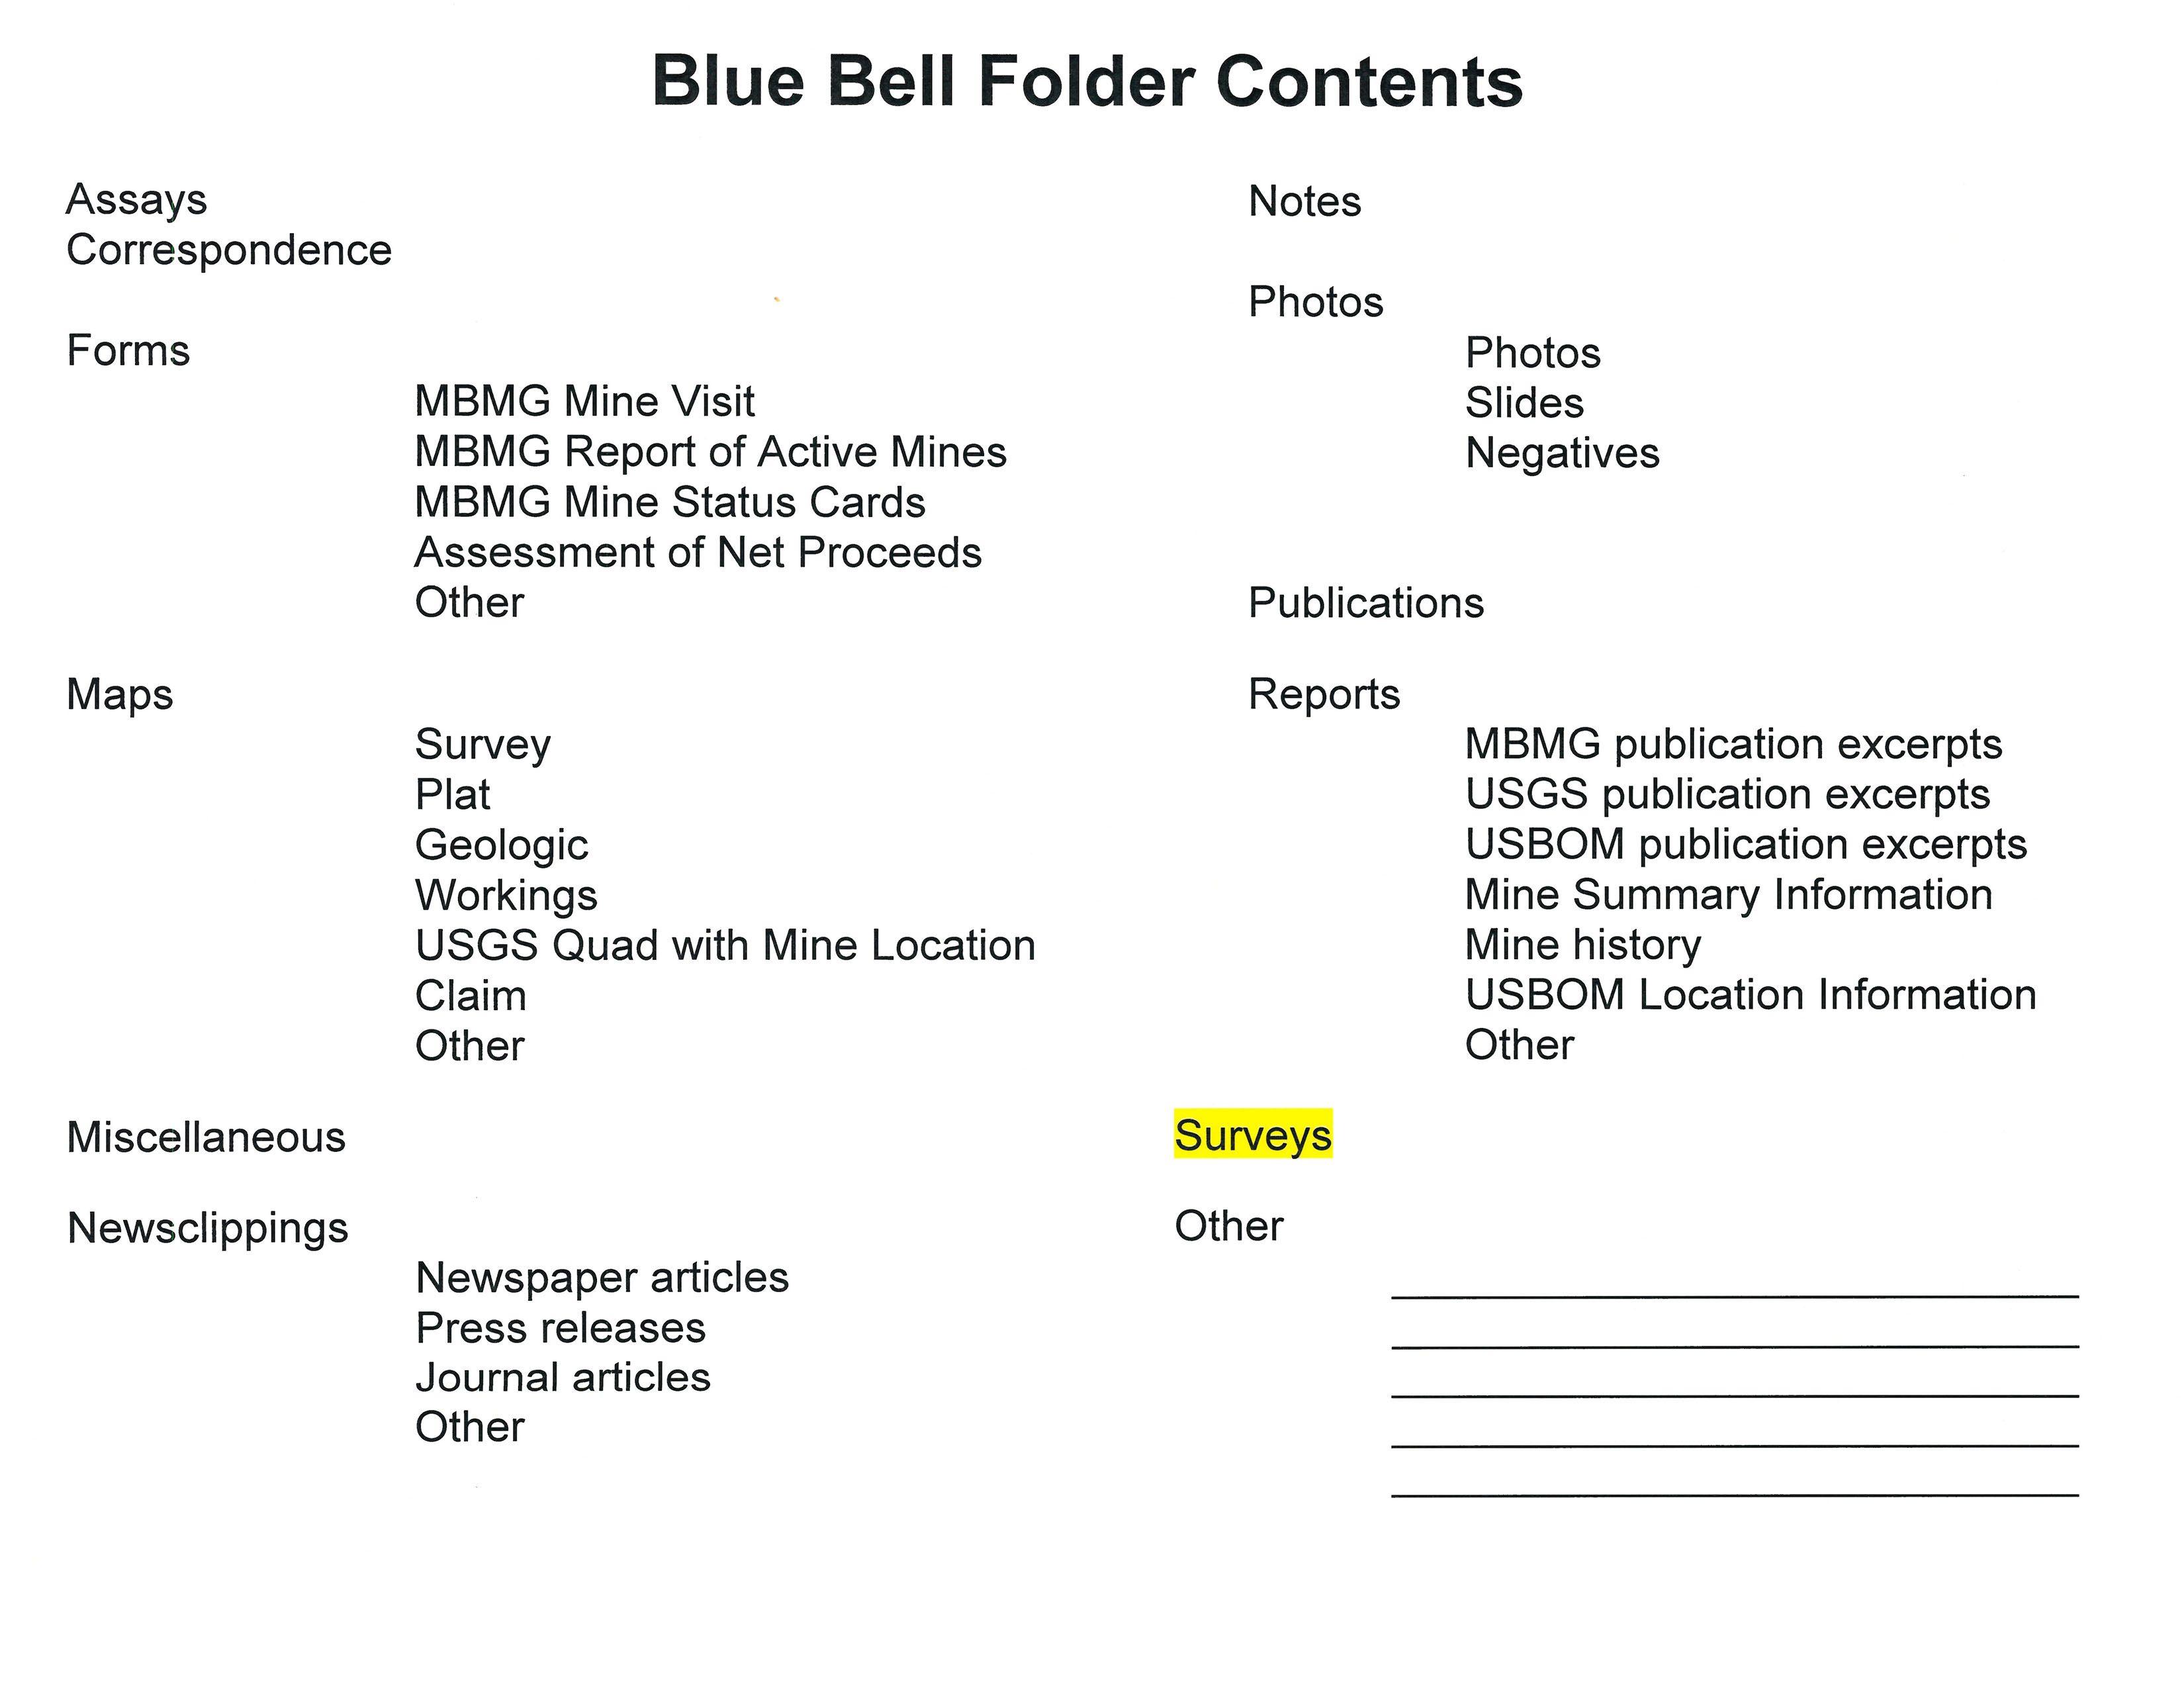 Blue Bell Folder Contents
Assays
Correspondence
Forms
MBMG Mine Visit
MBMG Report of Active Mines
MBMG Mine Status Cards
Assessment of Net Proceeds
Other
Maps
Survey
Plat
Geologic
Workings
USGS Quad with Mine Location
Claim
Other
Miscellaneous
Newsclippings
Newspaper articles
Press releases
Journal articles
Other
Notes
Photos
Photos
Slides
Negatives
Publications
Reports
MBMG publication excerpts
USGS publication excerpts
USBOM publication excerpts
Mine Summary Information
Mine history
USBOM Location Information
Other
Surveys
Other